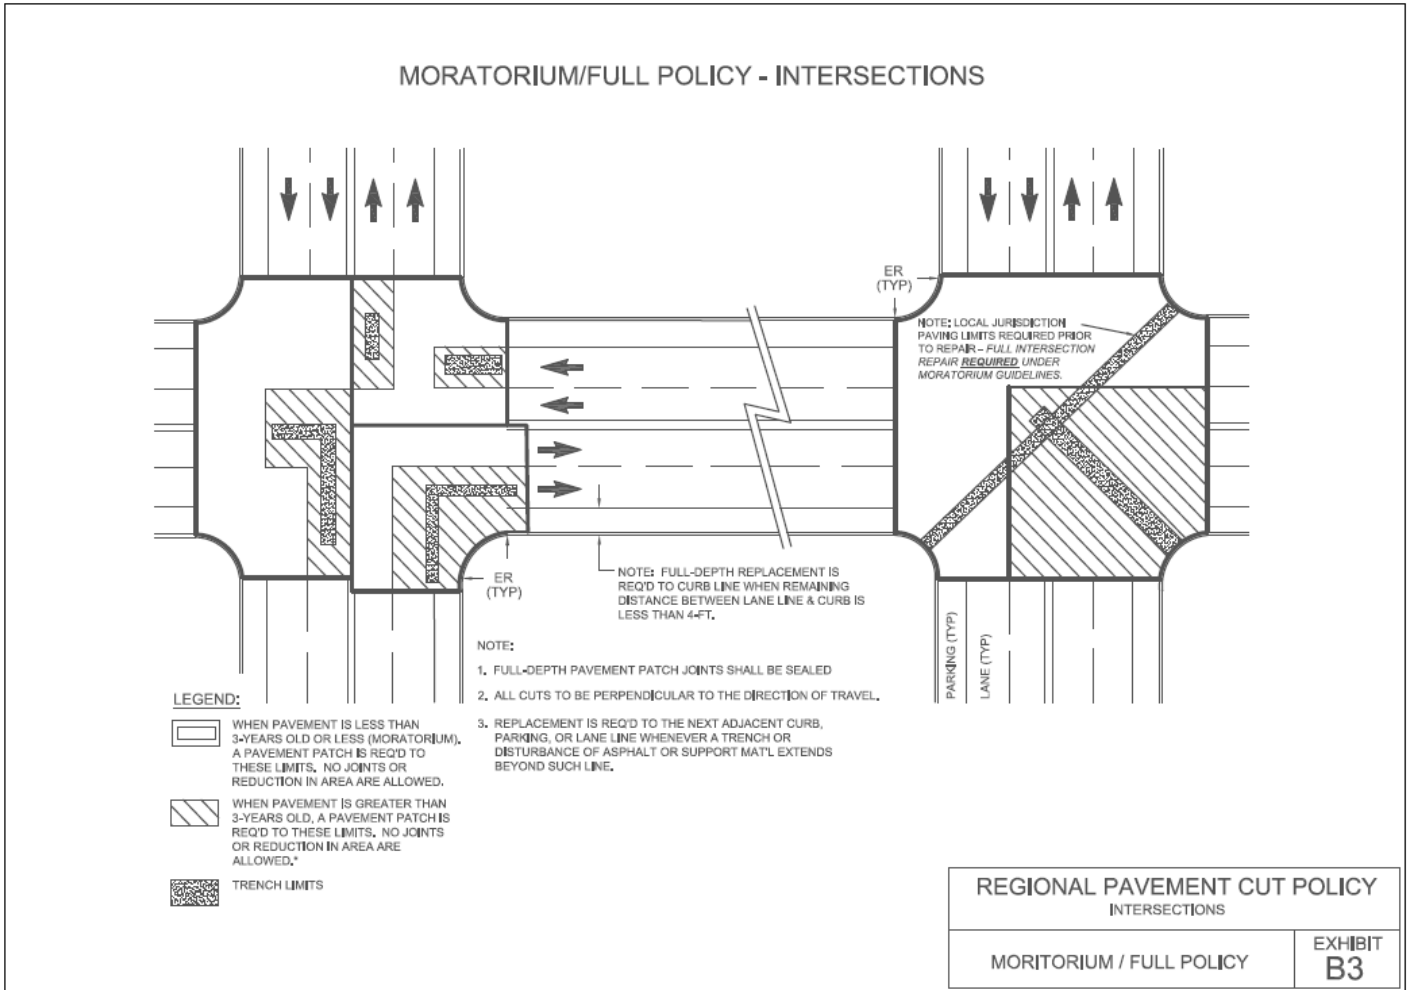 MORATORIUM/FULL POLICY - INTERSECTIONS
ER
(TYP)
NOTE: LOCAL JURISDICTION
PAVING LIMITS REQUIRED PRIOR
TO REPAIR – FULL INTERSECTION
REPAIR REQUIRED UNDER
MORATORIUM GUIDELINES.
ER
(TYP)
NOTE: FULL-DEPTH REPLACEMENT IS
REQ'D TO CURB LINE WHEN REMAINING
DISTANCE BETWEEN LANE LINE & CURB IS
LESS THAN 4-FT.
PARKING (TYP)
LANE (TYP)
NOTE:
1. FULL-DEPTH PAVEMENT PATCH JOINTS SHALL BE SEALED
2. ALL CUTS TO BE PERPENDICULAR TO THE DIRECTION OF TRAVEL.
3. REPLACEMENT IS REQ'D TO THE NEXT ADJACENT CURB,
PARKING, OR LANE LINE WHENEVER A TRENCH OR
DISTURBANCE OF ASPHALT OR SUPPORT MAT'L EXTENDS
BEYOND SUCH LINE.
LEGEND:
WHEN PAVEMENT IS LESS THAN
3-YEARS OLD OR LESS (MORATORIUM).
A PAVEMENT PATCH IS REQ'D TO
THESE LIMITS. NO JOINTS OR
REDUCTION IN AREA ARE ALLOWED.
WHEN PAVEMENT IS GREATER THAN
3-YEARS OLD, A PAVEMENT PATCH IS
REQ'D TO THESE LIMITS. NO JOINTS
OR REDUCTION IN AREA ARE
ALLOWED.*
TRENCH LIMITS
REGIONAL PAVEMENT CUT POLICY
INTERSECTIONS
MORITORIUM / FULL POLICY
EXHIBIT
B3